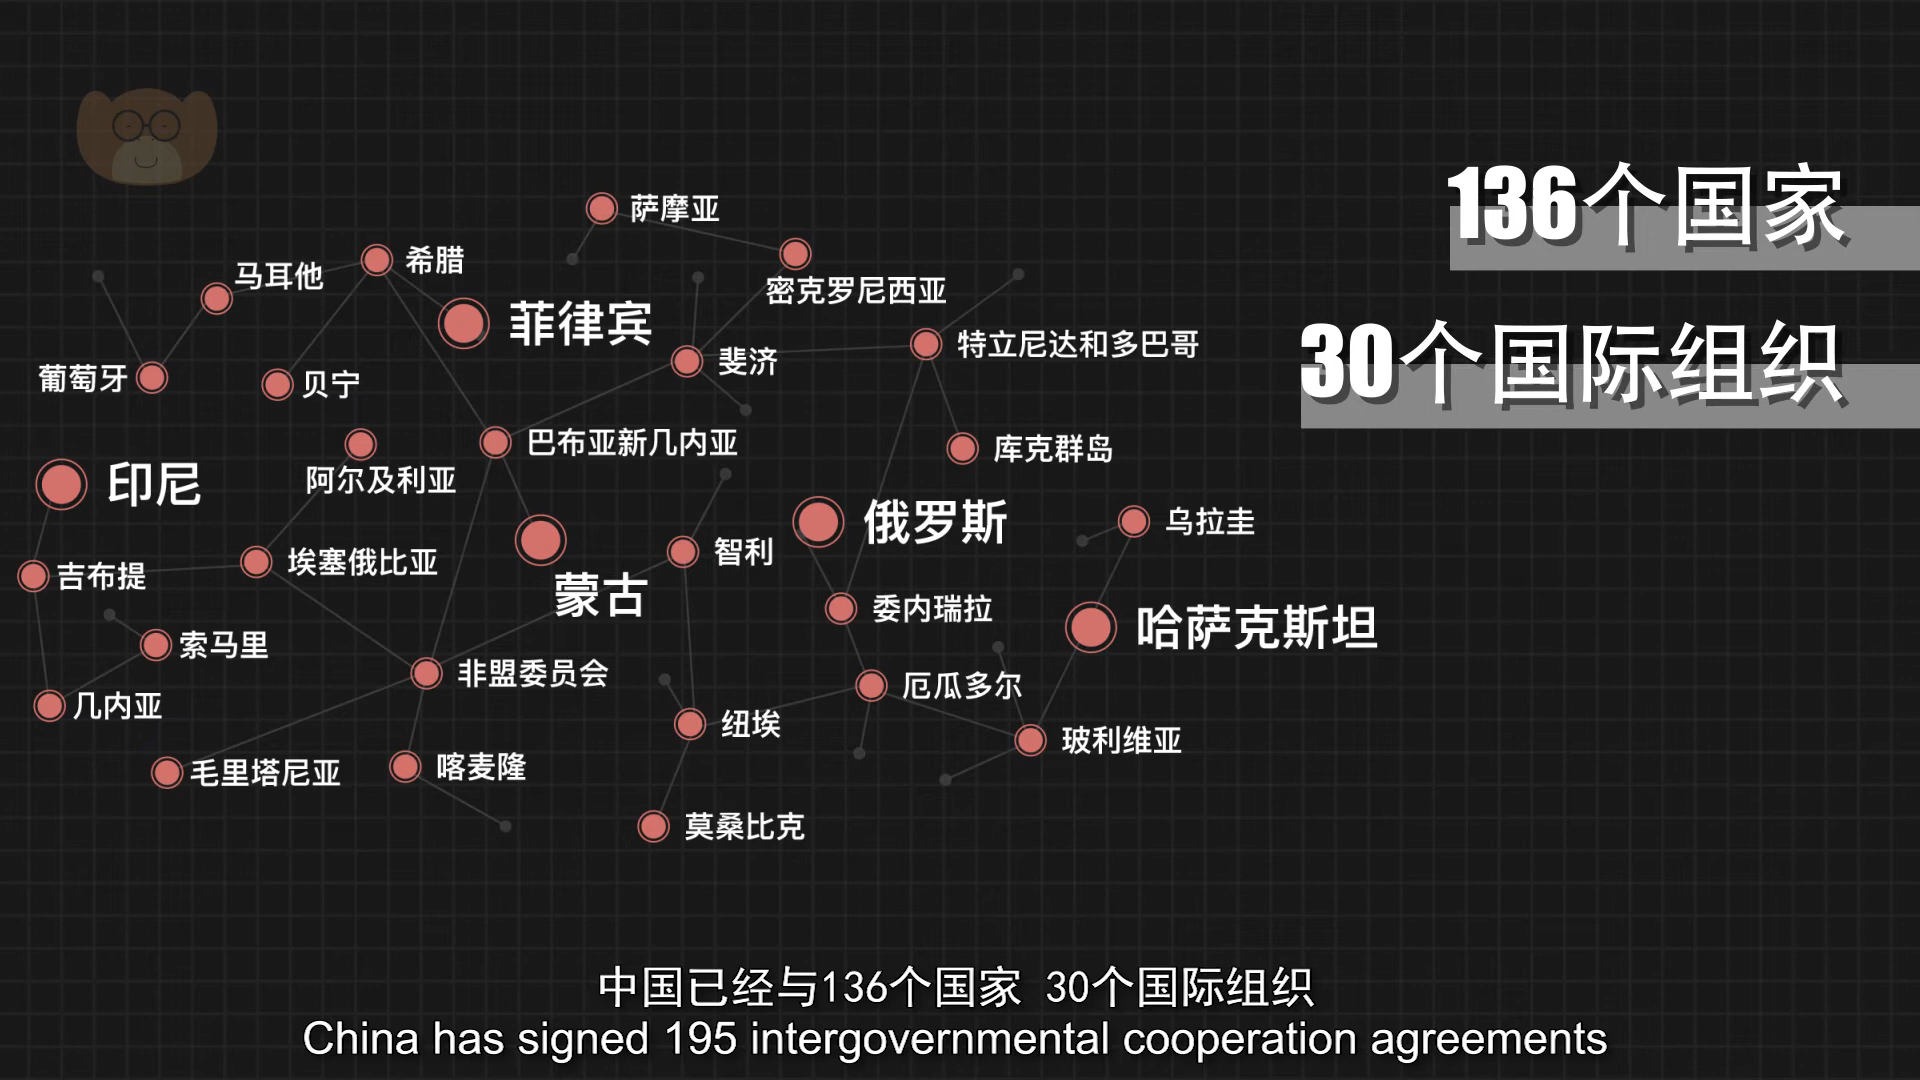 136个国家
30个国际组织
萨摩亚
希腊
马耳他
密克罗尼西亚
菲律宾
特立尼达和多巴哥
斐济
葡萄牙
贝宁
巴布亚新几内亚
库克群岛
阿尔及利亚
印尼
俄罗斯
乌拉圭
智利
埃塞俄比亚
吉布提
蒙古
委内瑞拉
哈萨克斯坦
索马里
非盟委员会
厄瓜多尔
几内亚
纽埃
玻利维亚
毛里塔尼亚
喀麦隆
莫桑比克
中国已经与136个国家 30个国际组织
China has signed 195 intergovernmental cooperation agreements